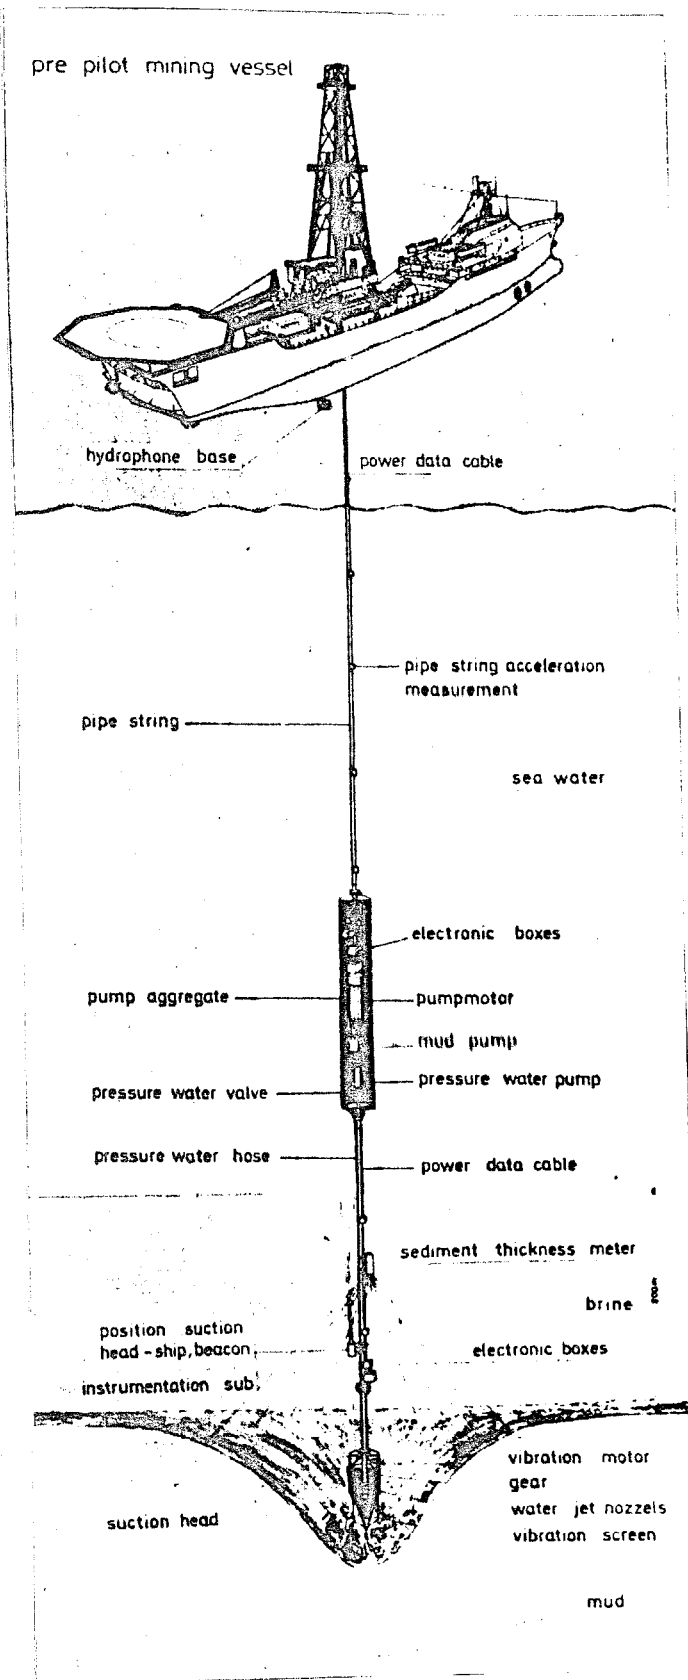 pre pilot mining vessel
hydrophone base
power data cable
pipe string acceleration
measurement
pipe string
sea water
electronic boxes
pump aggregate
pumpmotor
mud pump
pressure water pump
pressure water valve
pressure water hose
power data cable
sediment thickness meter
brine
position suction
head-ship, beacon
electronic boxes
instrumentation sub.
vibration motor
gear
water jet nozzels
suction head
vibration screen
mud